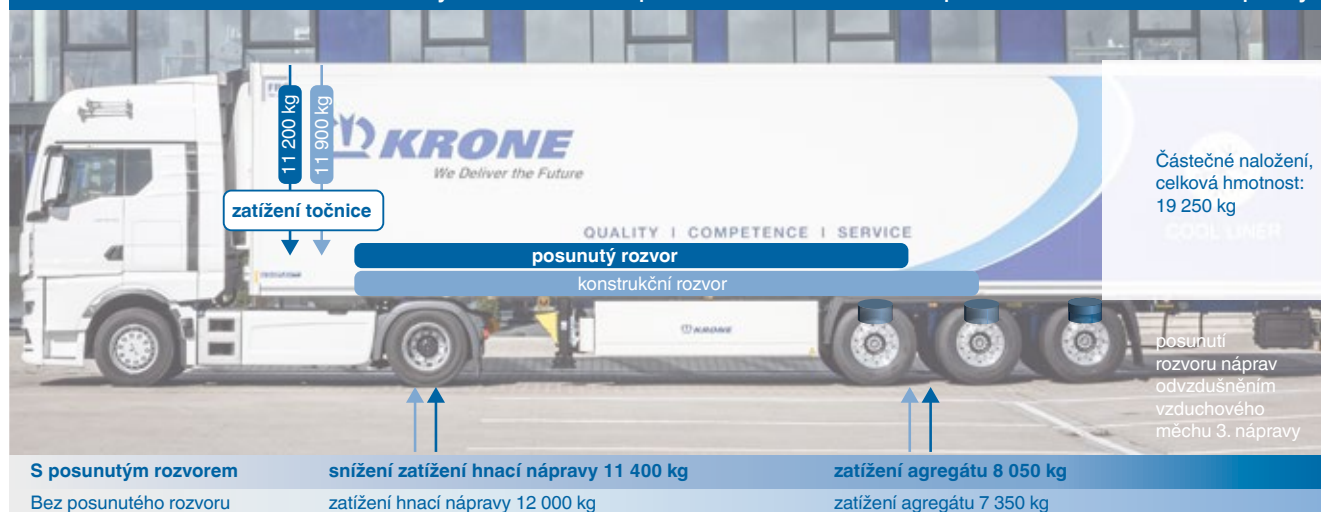 11 200 kg
11 900 kg
zatížení točnice
KRONE
We Deliver the Future
QUALITY I COMPETENCE I SERVICE
posunutý rozvor
konstrukční rozvor
KRONE
Částečné naložení,
celková hmotnost:
19 250 kg
COOL LINER
posunutí
rozvoru náprav
odvzdušněním
vzduchového
měchu 3. nápravy
S posunutým rozvorem snížení zatížení hnací nápravy 11 400 kg zatížení agregátu 8 050 kg
Bez posunutého rozvoru zatížení hnací nápravy 12 000 kg zatížení agregátu 7 350 kg